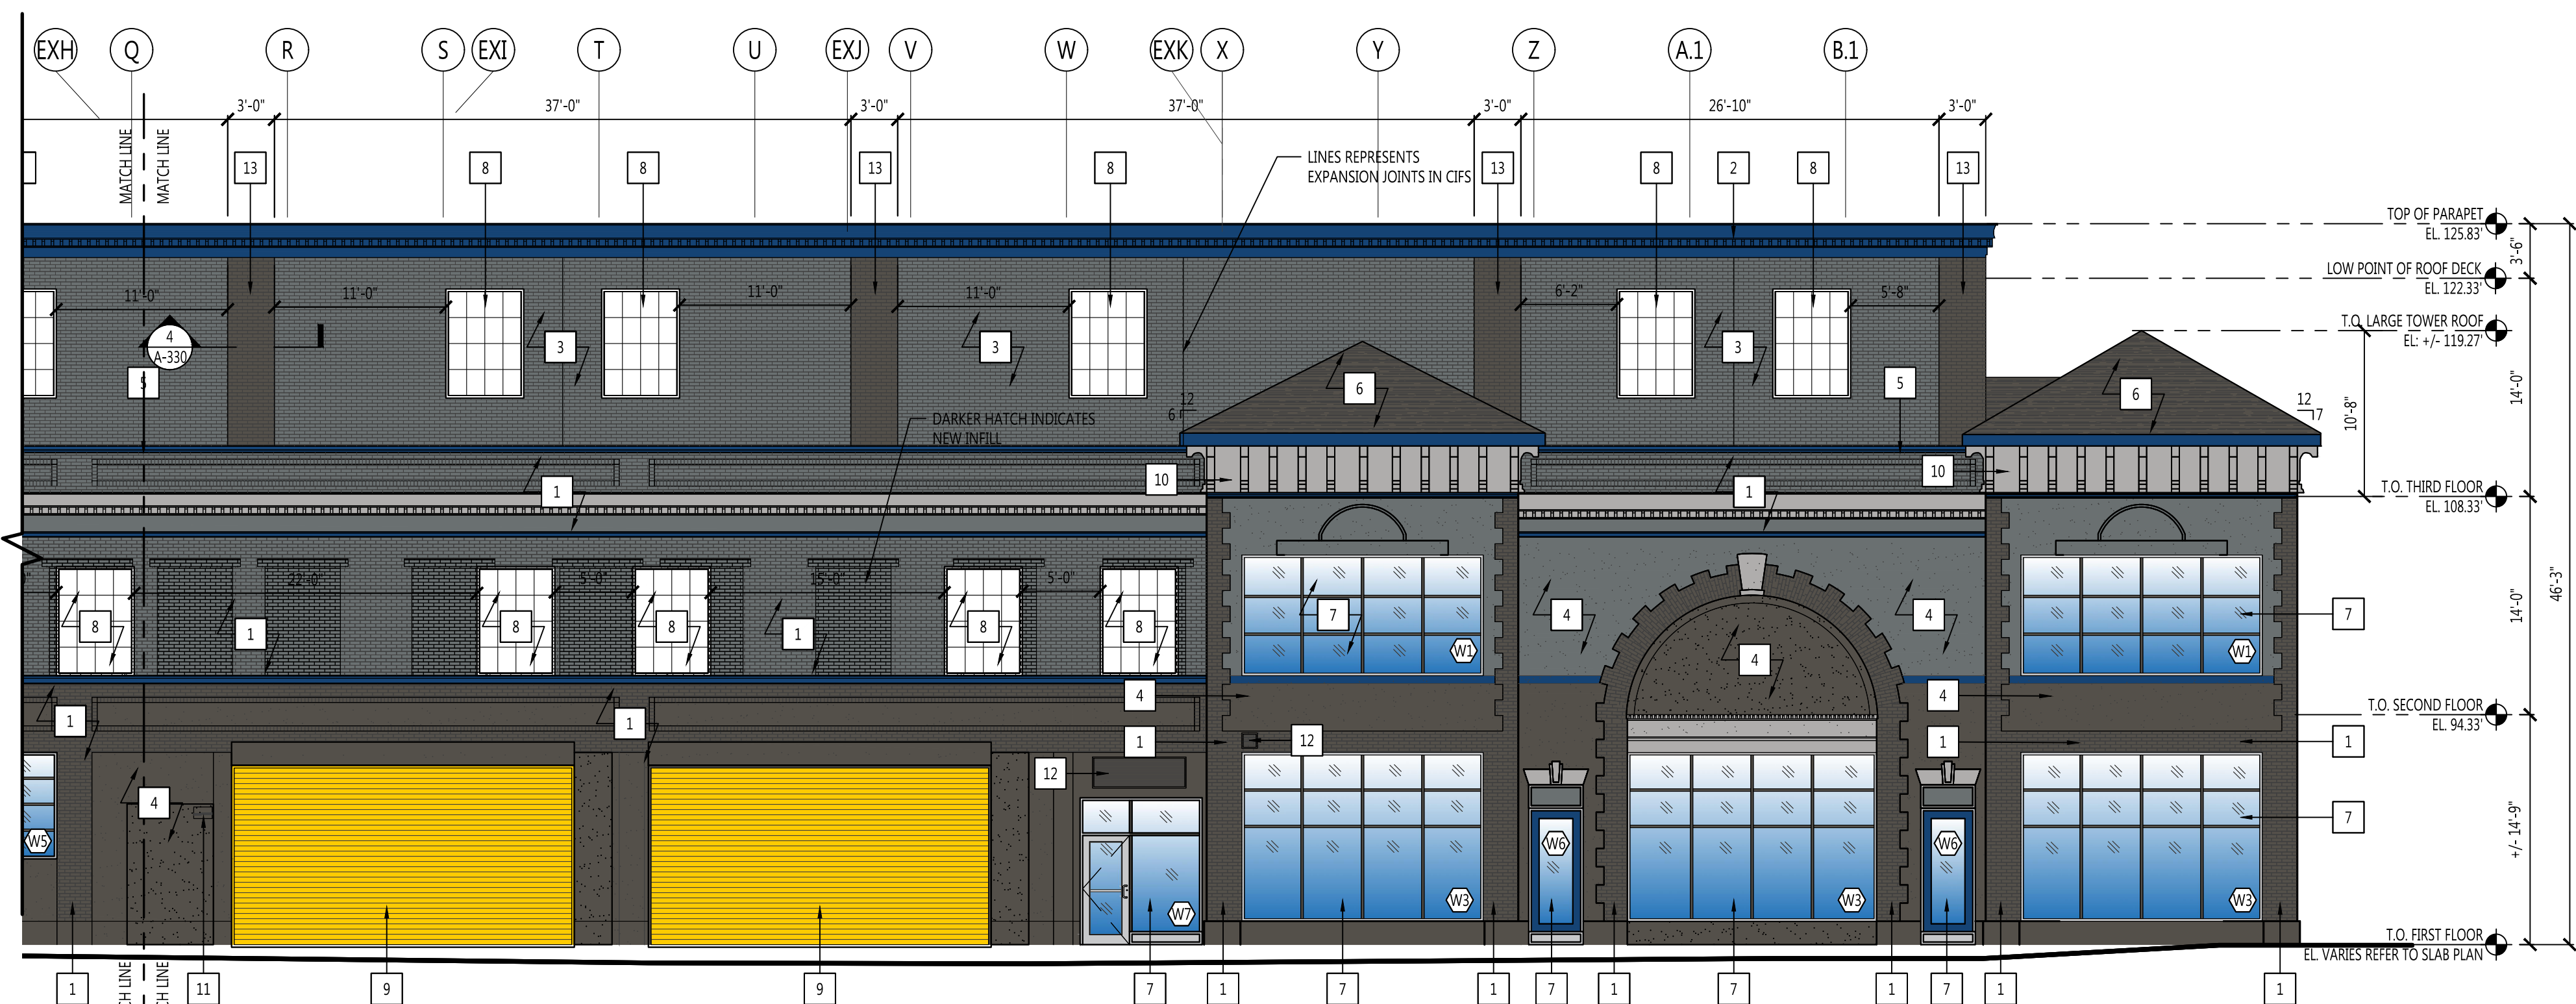 EXH Q R S EXI T U EXJ V W EXK X Y Z A.1 B.1
3'-0" 37'-0" 3'-0" 37'-0" 3'-0" 26'-10" 3'-0"
MATCH LINE
MATCH LINE
13 8 8 13 8 13 8 2 8 13
LINES REPRESENTS
EXPANSION JOINTS IN CIFS
TOP OF PARAPET
EL. 125.83'
3'-6"
LOW POINT OF ROOF DECK
EL. 122.33'
11'-0" 11'-0" 11'-0" 11'-0" 6'-2" 5'-8"
T.O. LARGE TOWER ROOF
EL: +/- 119.27'
4
A-330
3 3 3
5 6 5 6
12
6
12
7
14'-0"
10'-8"
DARKER HATCH INDICATES
NEW INFILL
1 10 1 10
T.O. THIRD FLOOR
EL. 108.33'
22'-0" 5'-0" 15'-0" 5'-0"
8 1 8 8 1 8 8 7 4 4 7
W1 W1
4
14'-0"
46'-3"
4 4
T.O. SECOND FLOOR
EL. 94.33'
1 1 1 12 1 1
12
4 7
W5 W6 W6
+/- 14'-9"
W7 W3 W3 W3
T.O. FIRST FLOOR
EL. VARIES REFER TO SLAB PLAN
1 11 9 9 7 1 7 1 7 1 7 1 7 1 1
CH LINE
CH LINE